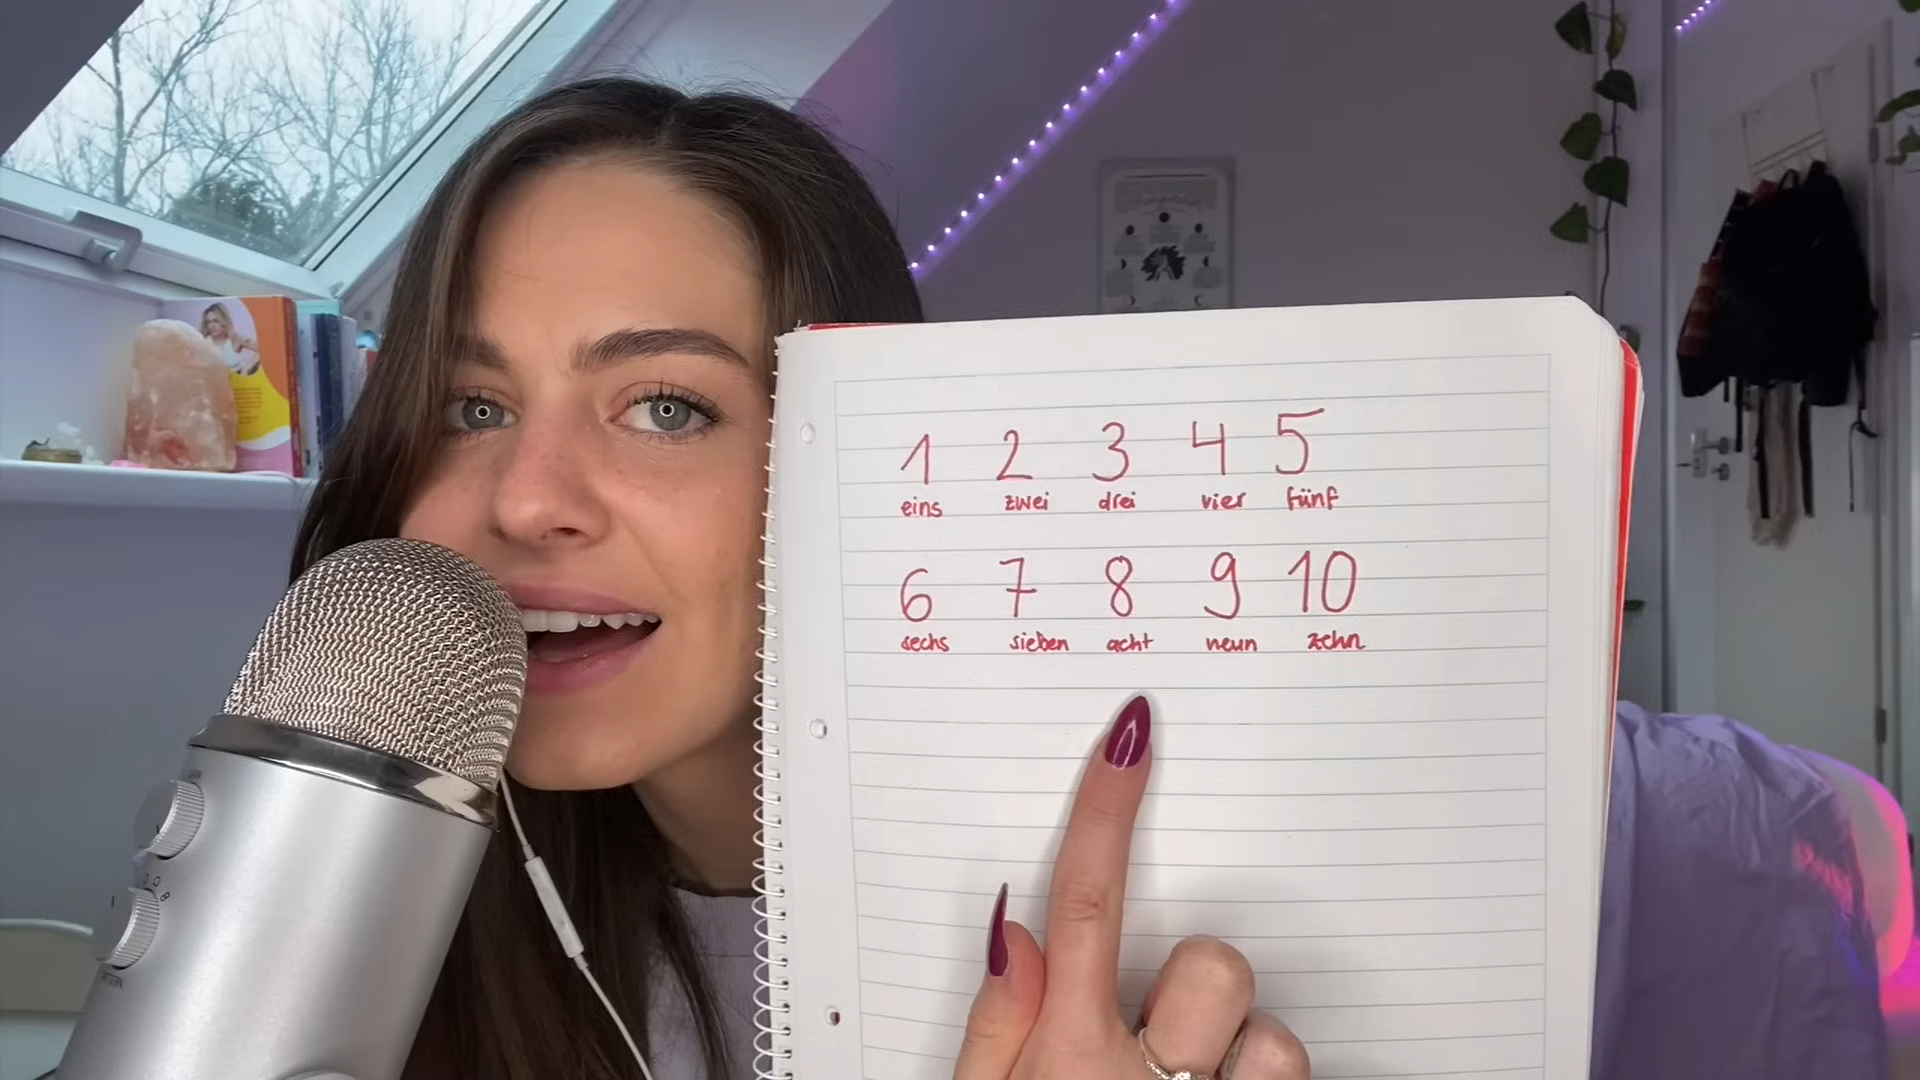 1 2 3 4 5
eins zwei drei vier fünf
6 7 8 9 10
sechs sieben acht neun zehn